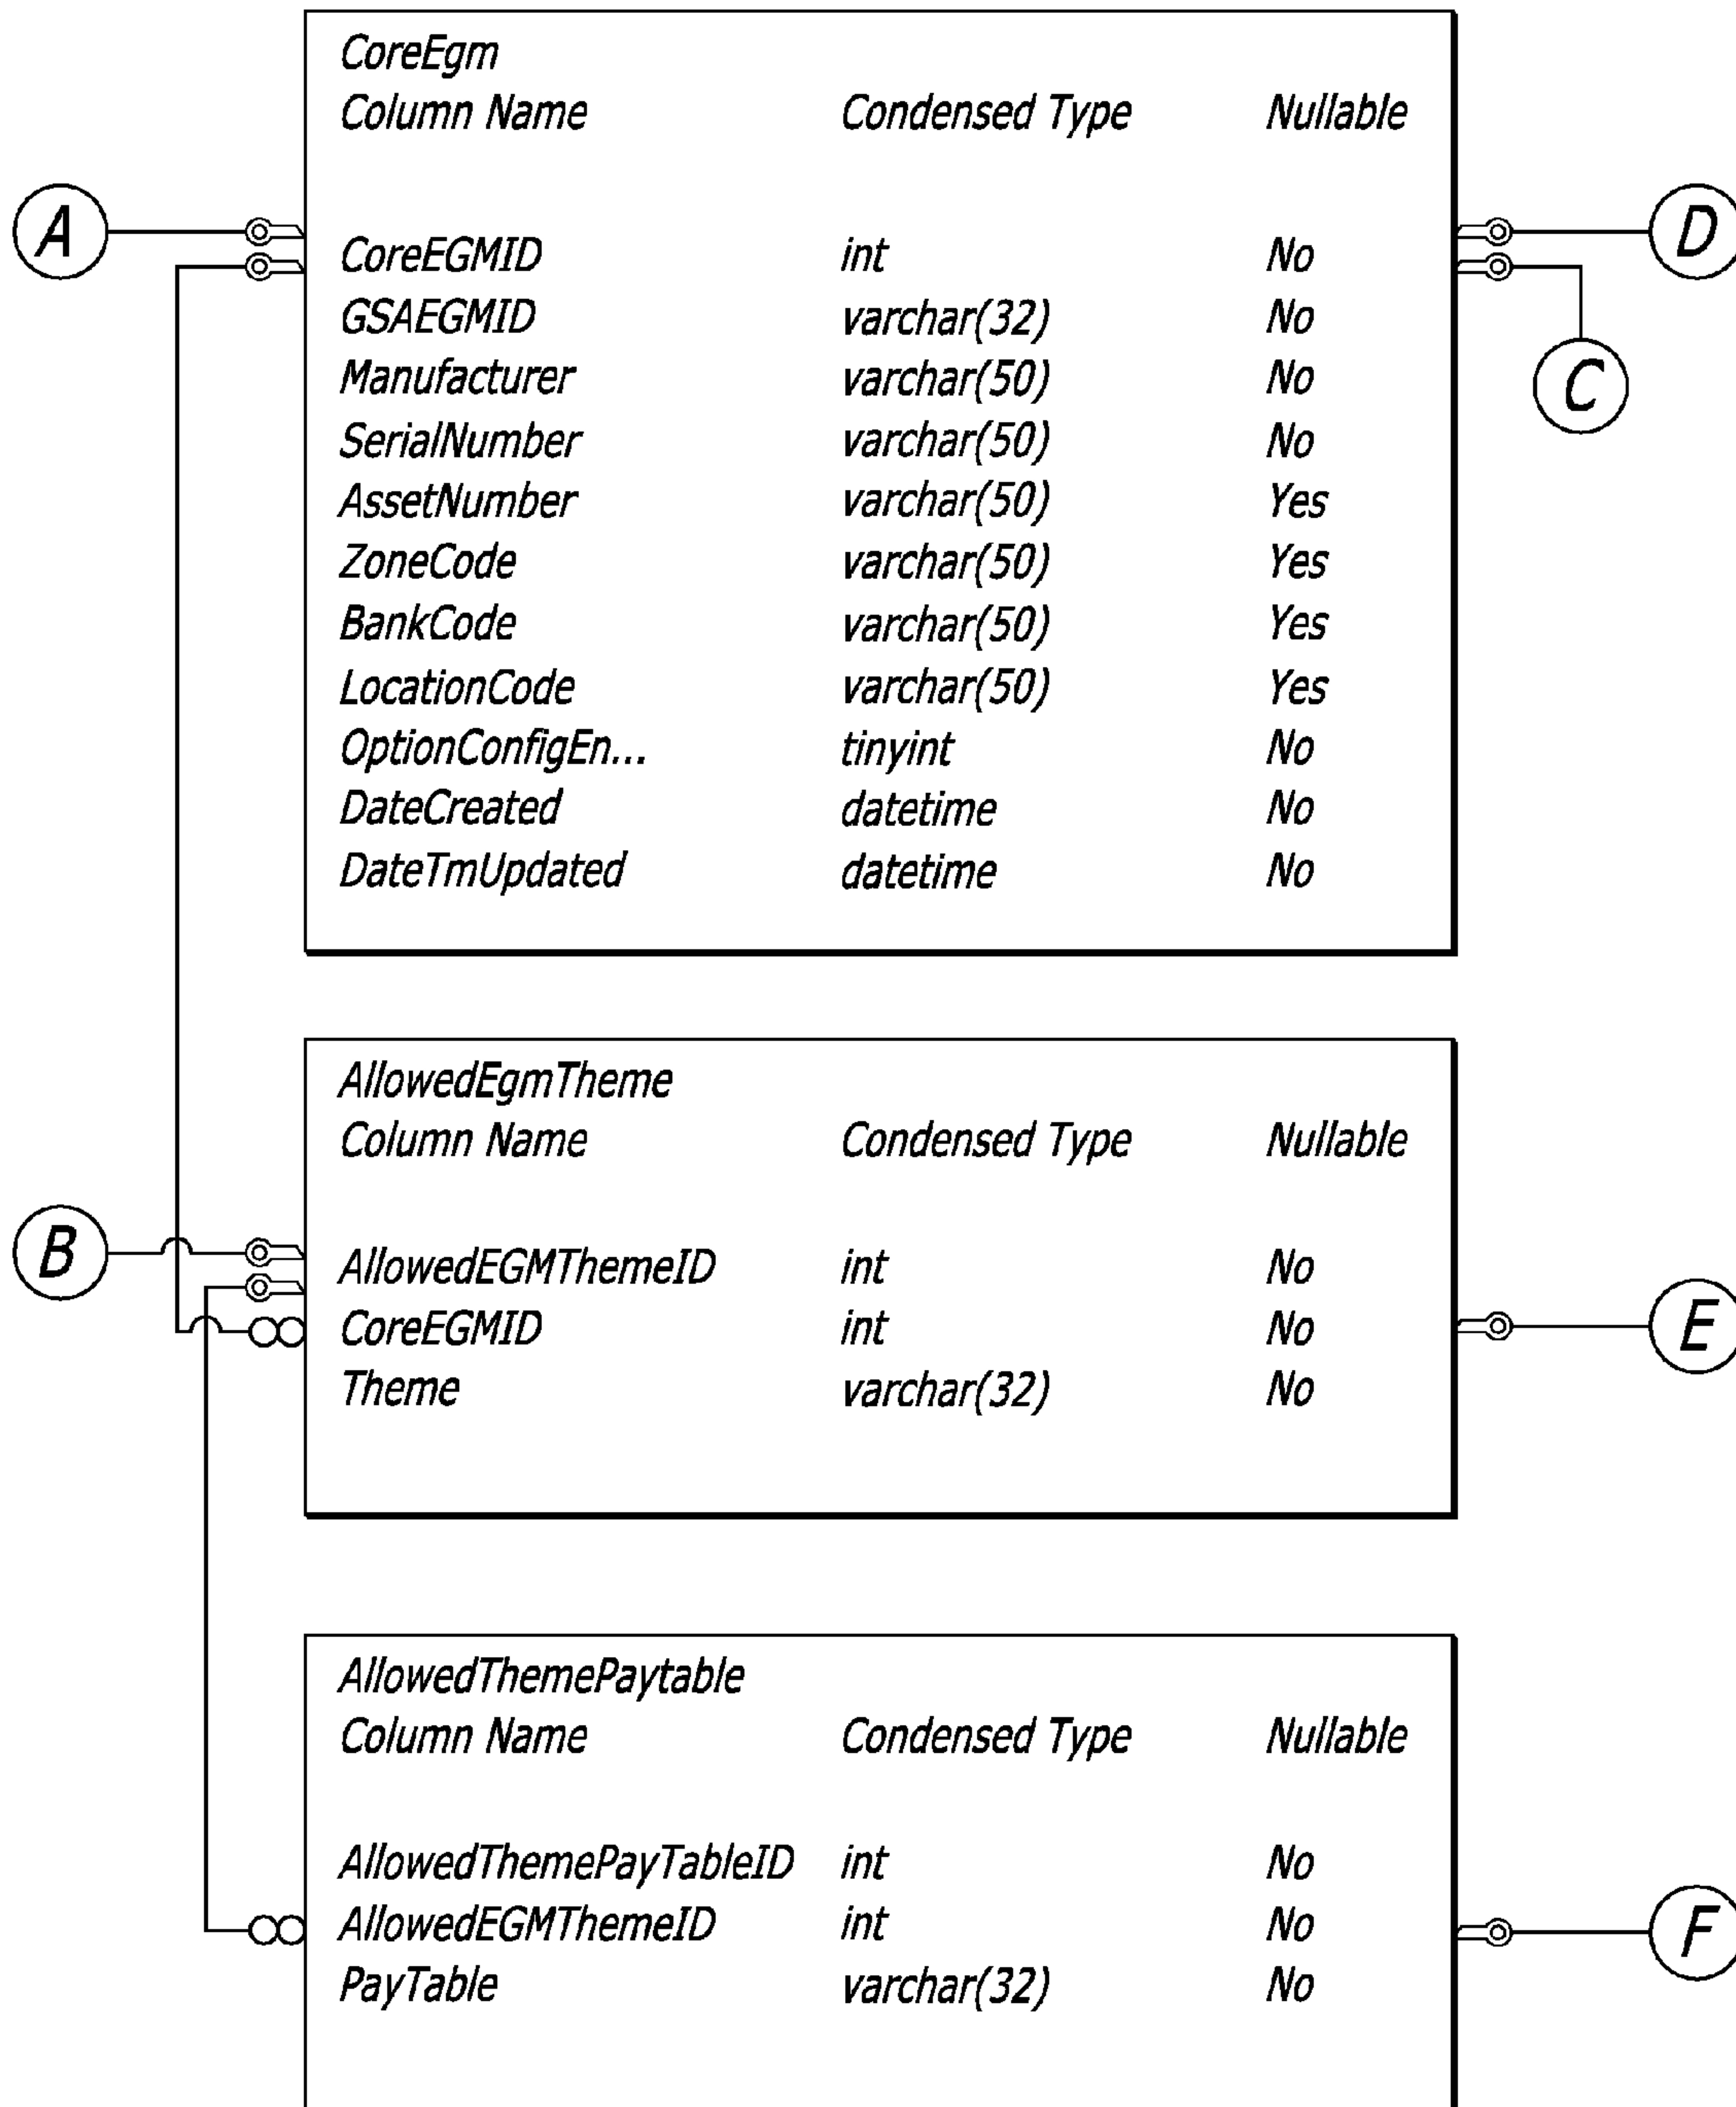 CoreEgm
Column Name Condensed Type Nullable
A
D
CoreEGMID int No
GSAEGMID varchar(32) No
Manufacturer varchar(50) No
C
SerialNumber varchar(50) No
AssetNumber varchar(50) Yes
ZoneCode varchar(50) Yes
BankCode varchar(50) Yes
LocationCode varchar(50) Yes
OptionConfigEn... tinyint No
DateCreated datetime No
DateTmUpdated datetime No
AllowedEgmTheme
Column Name Condensed Type Nullable
B
AllowedEGMThemeID int No
CoreEGMID int No
E
Theme varchar(32) No
AllowedThemePaytable
Column Name Condensed Type Nullable
AllowedThemePayTableID int No
AllowedEGMThemeID int No
F
PayTable varchar(32) No